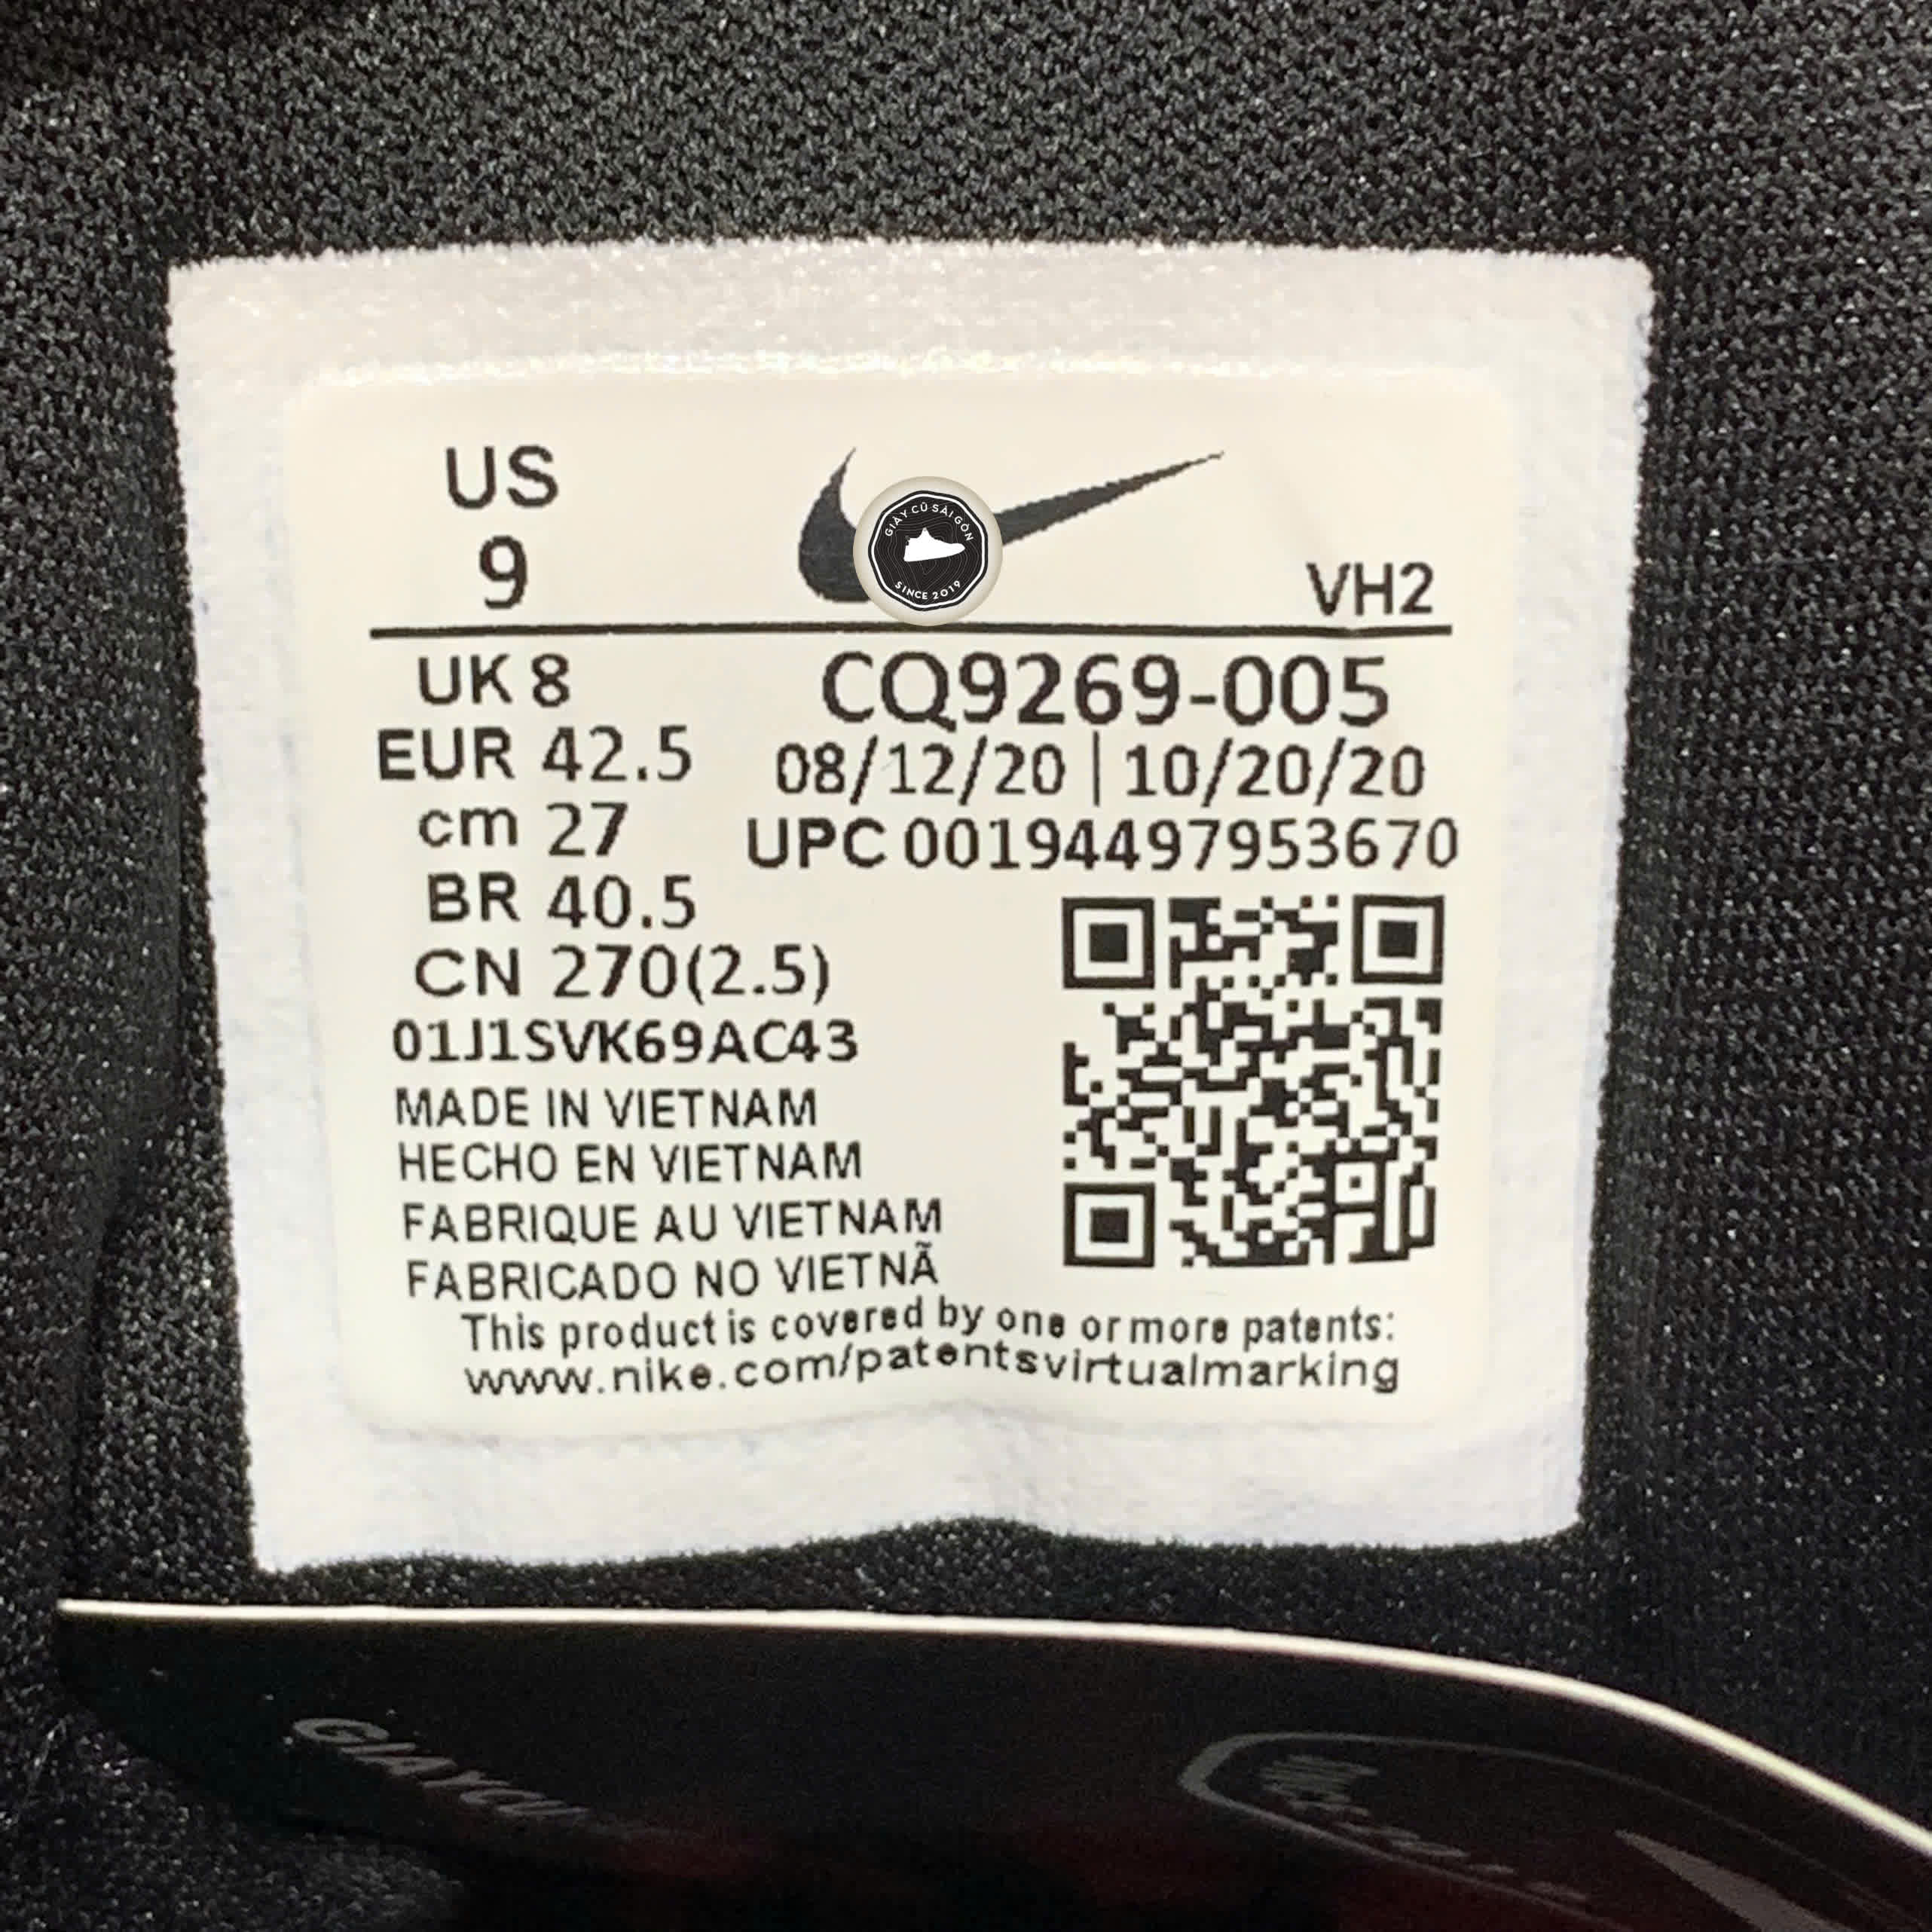 US
9
GIÀY CŨ SÀI GÒN
SINCE 2019
VH2
UK 8
EUR 42.5
cm 27
BR 40.5
CN 270(2.5)
CQ9269-005
08/12/20 | 10/20/20
UPC 00194497953670
01J1SVK69AC43
MADE IN VIETNAM
HECHO EN VIETNAM
FABRIQUE AU VIETNAM
FABRICADO NO VIETNÃ
This product is covered by one or more patents:
www.nike.com/patentsvirtualmarking